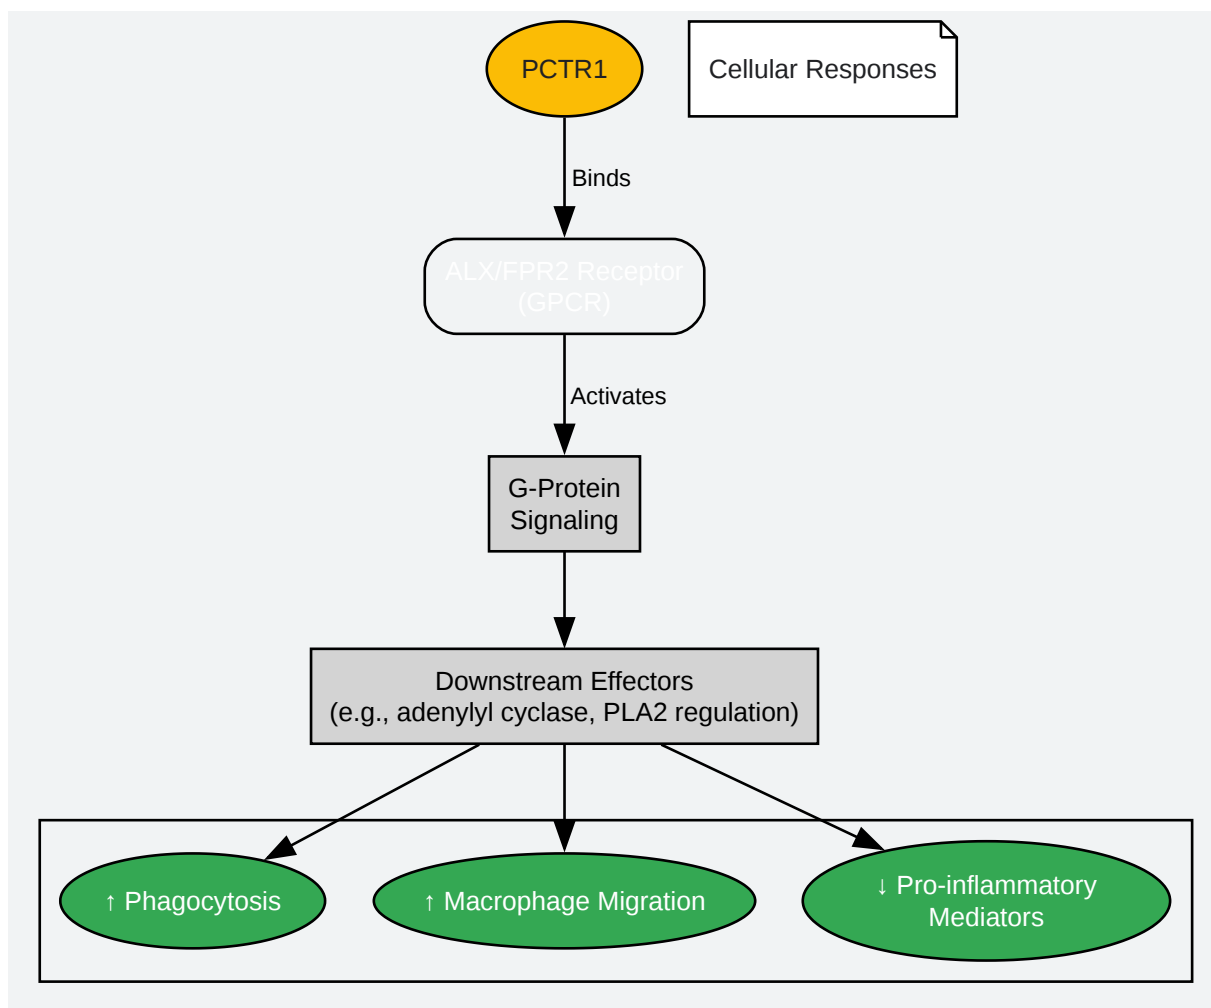 PCTR1
Cellular Responses
Binds
ALX/FPR2 Receptor
(GPCR)
Activates
G-Protein
Signaling
Downstream Effectors
(e.g., adenylyl cyclase, PLA2 regulation)
↑ Phagocytosis
↑ Macrophage Migration
↓ Pro-inflammatory
Mediators